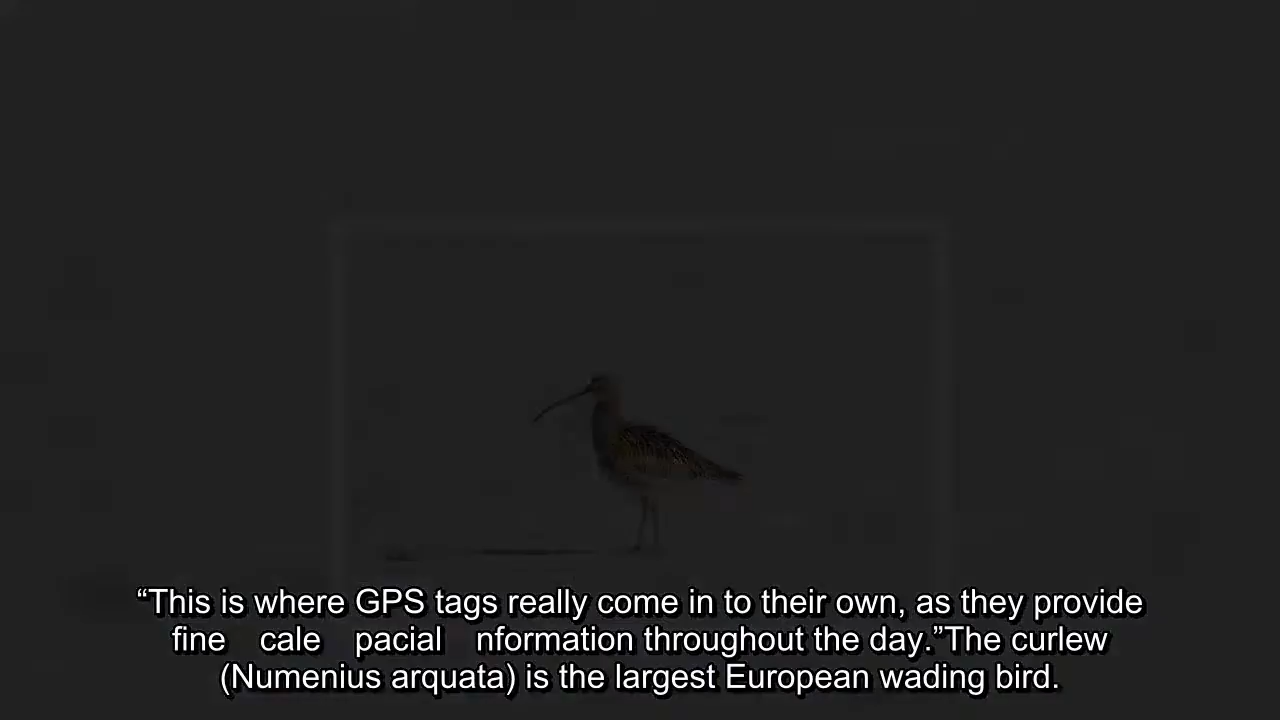 “This is where GPS tags really come in to their own, as they provide
fine cale pacial nformation throughout the day.”The curlew
(Numenius arquata) is the largest European wading bird.